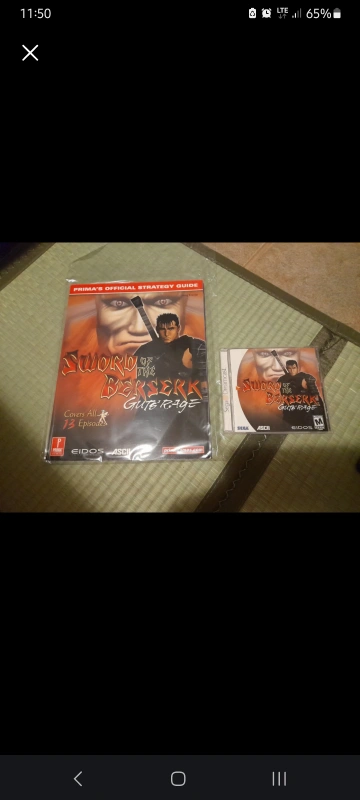 11:50
LTE
65%
PRIMA'S OFFICIAL STRATEGY GUIDE
SWORD OF THE
BERSERK
GUTS' RAGE
Covers All
13 Episodes
EIDOS
ASCII
SWORD OF THE
BERSERK
GUTS' RAGE
SEGA
ASCII
EIDOS
M